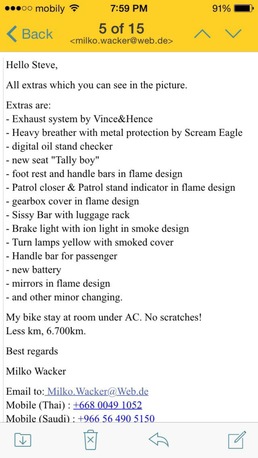 mobily 7:59 PM 91%
Back 5 of 15
<milko.wacker@web.de>
Hello Steve,
All extras which you can see in the picture.
Extras are:
- Exhaust system by Vince&Hence
- Heavy breather with metal protection by Scream Eagle
- digital oil stand checker
- new seat "Tally boy"
- foot rest and handle bars in flame design
- Patrol closer & Patrol stand indicator in flame design
- gearbox cover in flame design
- Sissy Bar with luggage rack
- Brake light with ion light in smoke design
- Turn lamps yellow with smoked cover
- Handle bar for passenger
- new battery
- mirrors in flame design
- and other minor changing.
My bike stay at room under AC. No scratches!
Less km, 6.700km.
Best regards
Milko Wacker
Email to: Milko.Wacker@Web.de
Mobile (Thai) : +668 0049 1052
Mobile (Saudi) : +966 56 490 5150